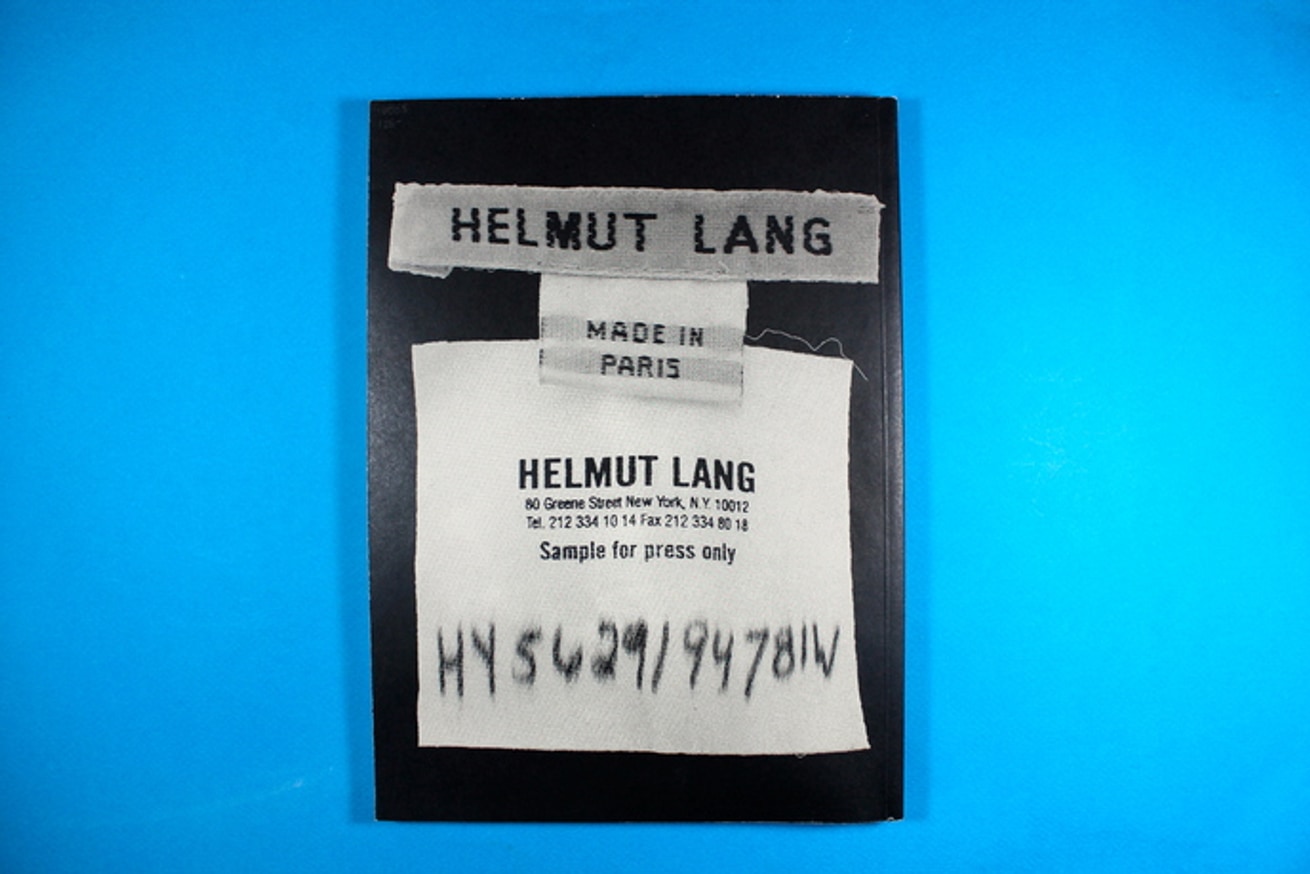 HELMUT LANG
MADE IN
PARIS
HELMUT LANG
80 Greene Street New York, N.Y. 10012
Tel. 212 334 10 14 Fax 212 334 80 18
Sample for press only
HY5629/94781W